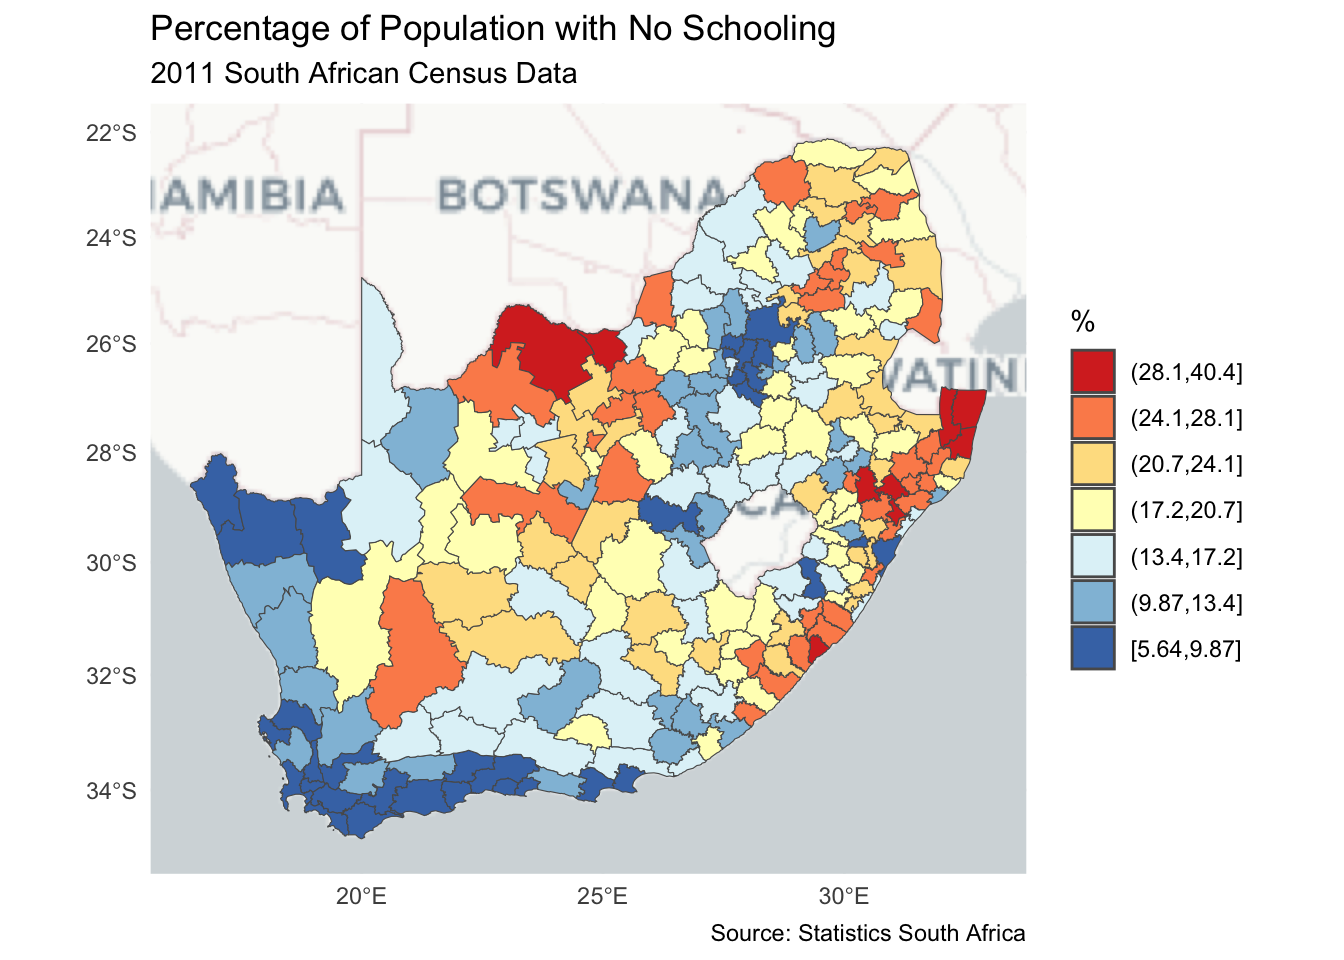 Percentage of Population with No Schooling
2011 South African Census Data
22°S
24°S
26°S
28°S
30°S
32°S
34°S
AMIBIA
BOTSWANA
VATINI
CA
20°E
25°E
30°E
%
(28.1,40.4]
(24.1,28.1]
(20.7,24.1]
(17.2,20.7]
(13.4,17.2]
(9.87,13.4]
[5.64,9.87]
Source: Statistics South Africa